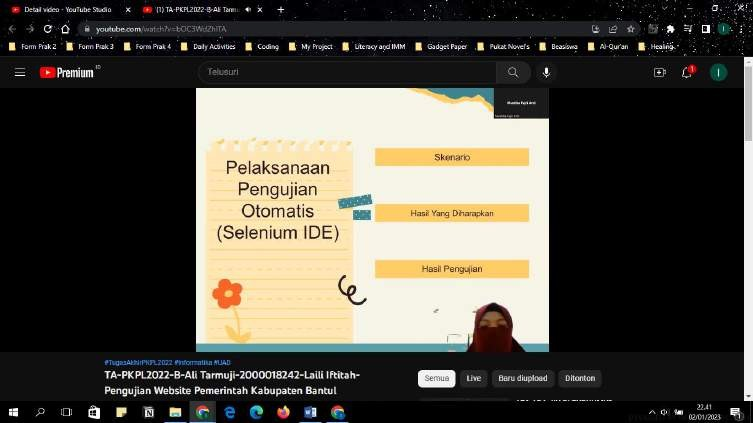 Detail video - YouTube Studio
(1) TA-PKPL2022-B-Ali Tarmuji-
youtube.com/watch?v=bOC3WdZhITA
Form Prak 2 Form Prak 3 Form Prak 4 Daily Activities Coding My Project Literacy and IMM Gadget Paper Pukat Novel's Beasiswa Al-Qur'an Healing
Premium ID
Telusuri
1
I
Pelaksanaan
Pengujian
Otomatis
(Selenium IDE)
Skenario
Hasil Yang Diharapkan
Hasil Pengujian
#TugasAkhirPKPL2022 #Informatika #UAD
TA-PKPL2022-B-Ali Tarmuji-2000018242-Laili Iftitah-
Pengujian Website Pemerintah Kabupaten Bantul
Semua Live Baru diupload Ditonton
22.41
02/01/2023